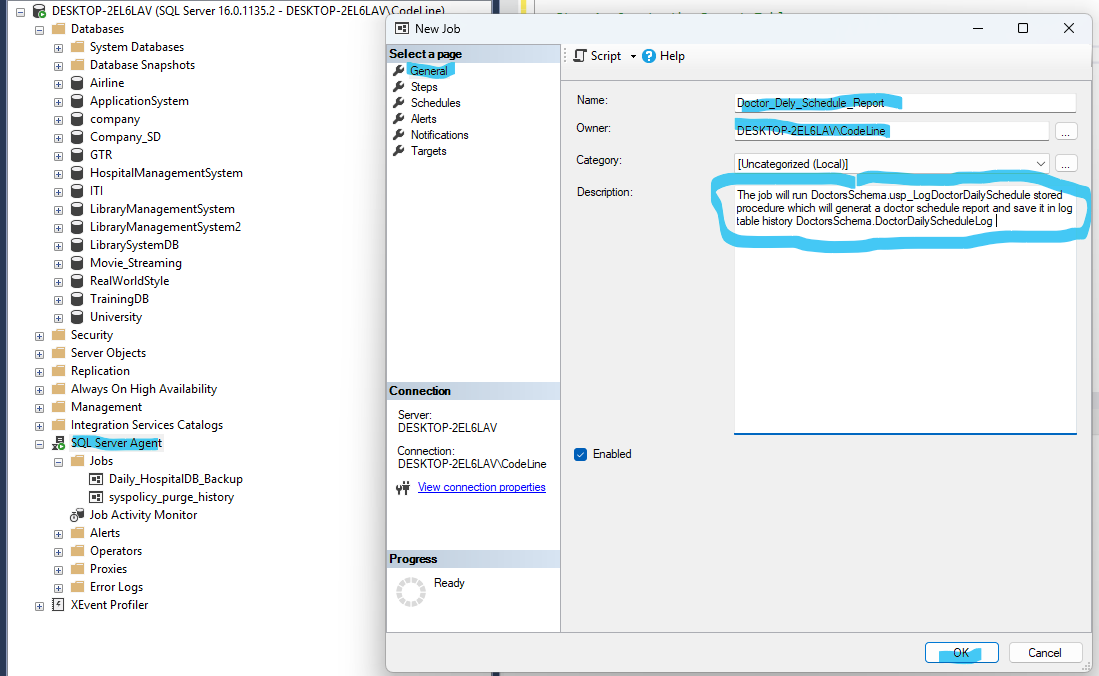 DESKTOP-2EL6LAV (SQL Server 16.0.1135.2 - DESKTOP-2EL6LAV\CodeLine)
Databases
System Databases
Database Snapshots
Airline
ApplicationSystem
company
Company_SD
GTR
HospitalManagementSystem
ITI
LibraryManagementSystem
LibraryManagementSystem2
LibrarySystemDB
Movie_Streaming
RealWorldStyle
TrainingDB
University
Security
Server Objects
Replication
Always On High Availability
Management
Integration Services Catalogs
SQL Server Agent
Jobs
Daily_HospitalDB_Backup
syspolicy_purge_history
Job Activity Monitor
Alerts
Operators
Proxies
Error Logs
XEvent Profiler
New Job
Select a page
General
Steps
Schedules
Alerts
Notifications
Targets
Connection
Server:
DESKTOP-2EL6LAV
Connection:
DESKTOP-2EL6LAV\CodeLine
View connection properties
Progress
Ready
Script Help
Name: Doctor_Dely_Schedule_Report
Owner: DESKTOP-2EL6LAV\CodeLine ...
Category: [Uncategorized (Local)] ...
Description: The job will run DoctorsSchema.usp_LogDoctorDailySchedule stored
procedure which will generat a doctor schedule report and save it in log
table history DoctorsSchema.DoctorDailyScheduleLog
Enabled
OK Cancel